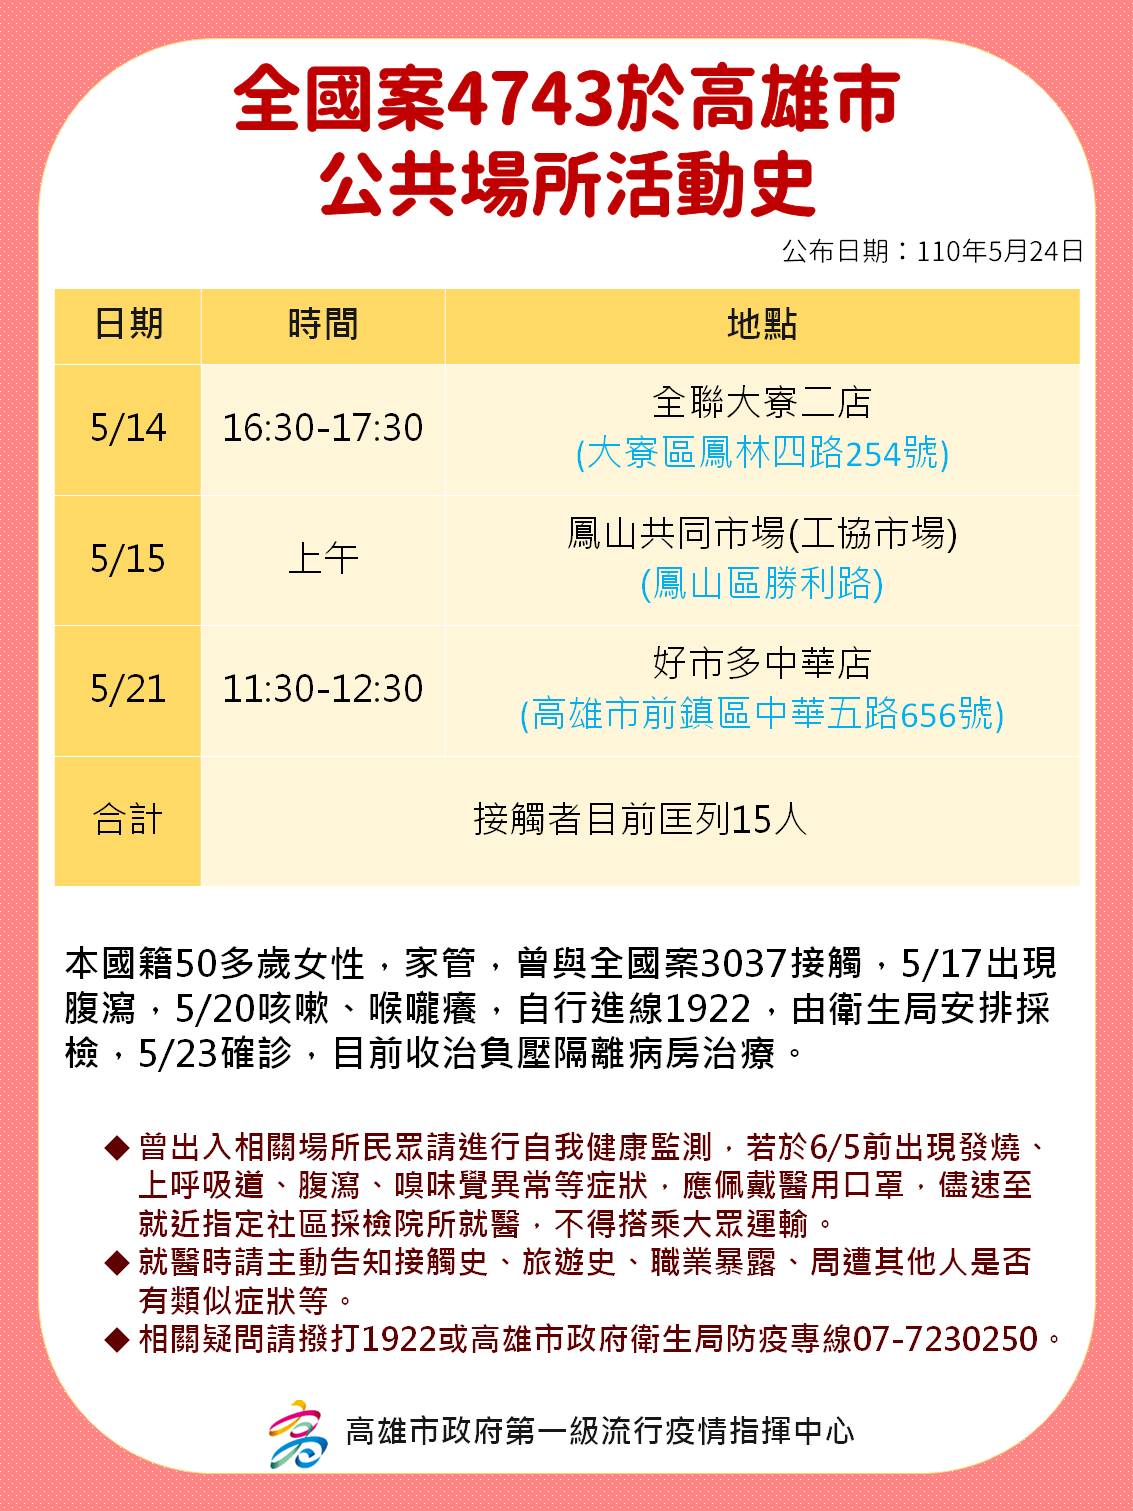 全國案4743於高雄市
公共場所活動史
公布日期：110年5月24日
日期 時間 地點
5/14 16:30-17:30 全聯大寮二店
(大寮區鳳林四路254號)
5/15 上午 鳳山共同市場(工協市場)
(鳳山區勝利路)
5/21 11:30-12:30 好市多中華店
(高雄市前鎮區中華五路656號)
合計 接觸者目前匡列15人
本國籍50多歲女性，家管，曾與全國案3037接觸，5/17出現
腹瀉，5/20咳嗽、喉嚨癢，自行進線1922，由衛生局安排採
檢，5/23確診，目前收治負壓隔離病房治療。
◆曾出入相關場所民眾請進行自我健康監測，若於6/5前出現發燒、
上呼吸道、腹瀉、嗅味覺異常等症狀，應佩戴醫用口罩，儘速至
就近指定社區採檢院所就醫，不得搭乘大眾運輸。
◆就醫時請主動告知接觸史、旅遊史、職業暴露、周遭其他人是否
有類似症狀等。
◆相關疑問請撥打1922或高雄市政府衛生局防疫專線07-7230250。
高雄市政府第一級流行疫情指揮中心